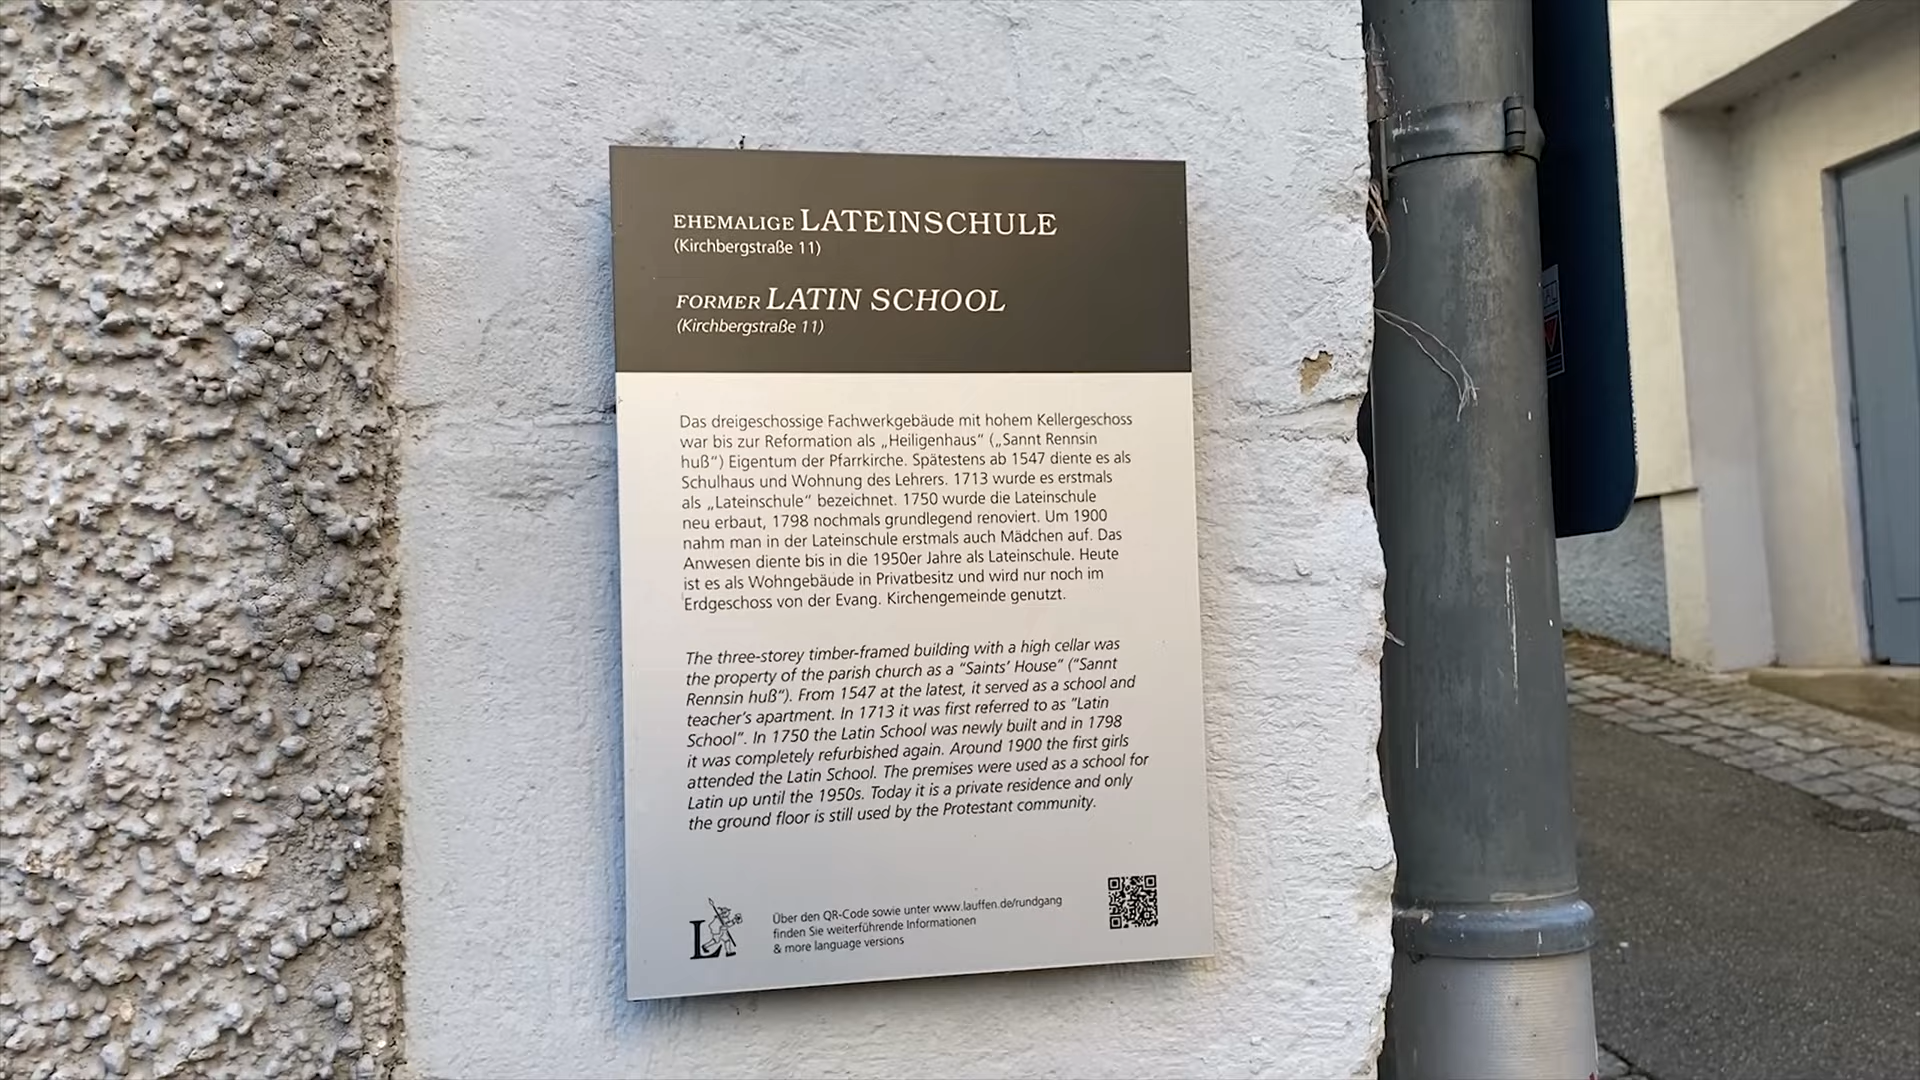 EHEMALIGE LATEINSCHULE
(Kirchbergstraße 11)
FORMER LATIN SCHOOL
(Kirchbergstraße 11)
Das dreigeschossige Fachwerkgebäude mit hohem Kellergeschoss
war bis zur Reformation als „Heiligenhaus“ („Sannt Rennsin
huß“) Eigentum der Pfarrkirche. Spätestens ab 1547 diente es als
Schulhaus und Wohnung des Lehrers. 1713 wurde es erstmals
als „Lateinschule“ bezeichnet. 1750 wurde die Lateinschule
neu erbaut, 1798 nochmals grundlegend renoviert. Um 1900
nahm man in der Lateinschule erstmals auch Mädchen auf. Das
Anwesen diente bis in die 1950er Jahre als Lateinschule. Heute
ist es als Wohngebäude in Privatbesitz und wird nur noch im
Erdgeschoss von der Evang. Kirchengemeinde genutzt.
The three-storey timber-framed building with a high cellar was
the property of the parish church as a “Saints’ House” (“Sannt
Rennsin huß“). From 1547 at the latest, it served as a school and
teacher’s apartment. In 1713 it was first referred to as “Latin
School”. In 1750 the Latin School was newly built and in 1798
it was completely refurbished again. Around 1900 the first girls
attended the Latin School. The premises were used as a school for
Latin up until the 1950s. Today it is a private residence and only
the ground floor is still used by the Protestant community.
L
Über den QR-Code sowie unter www.lauffen.de/rundgang
finden Sie weiterführende Informationen
& more language versions